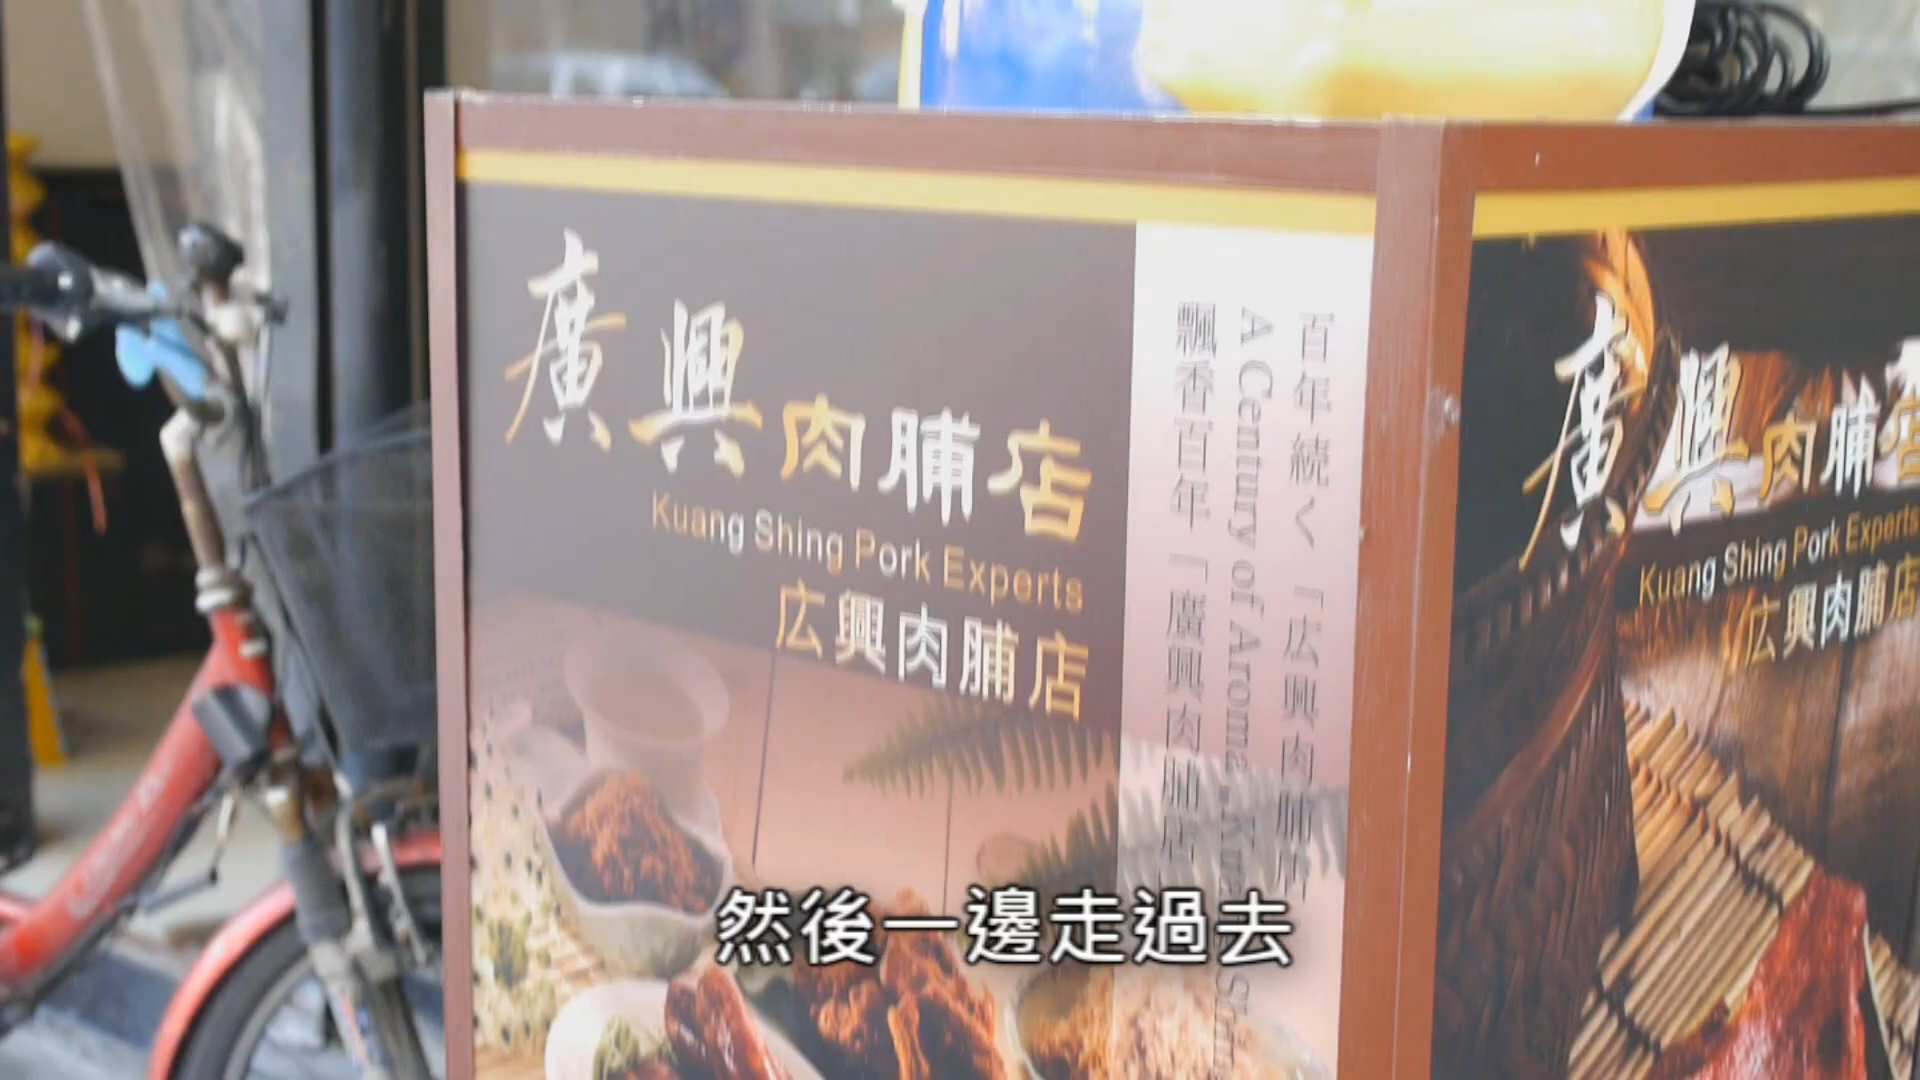 廣興肉脯店
Kuang Shing Pork Experts
広興肉脯店
百年続く「広興肉脯店
A Century of Aroma
飄香百年「廣興肉脯店
廣興肉脯店
Kuang Shing Pork Experts
広興肉脯店
然後一邊走過去